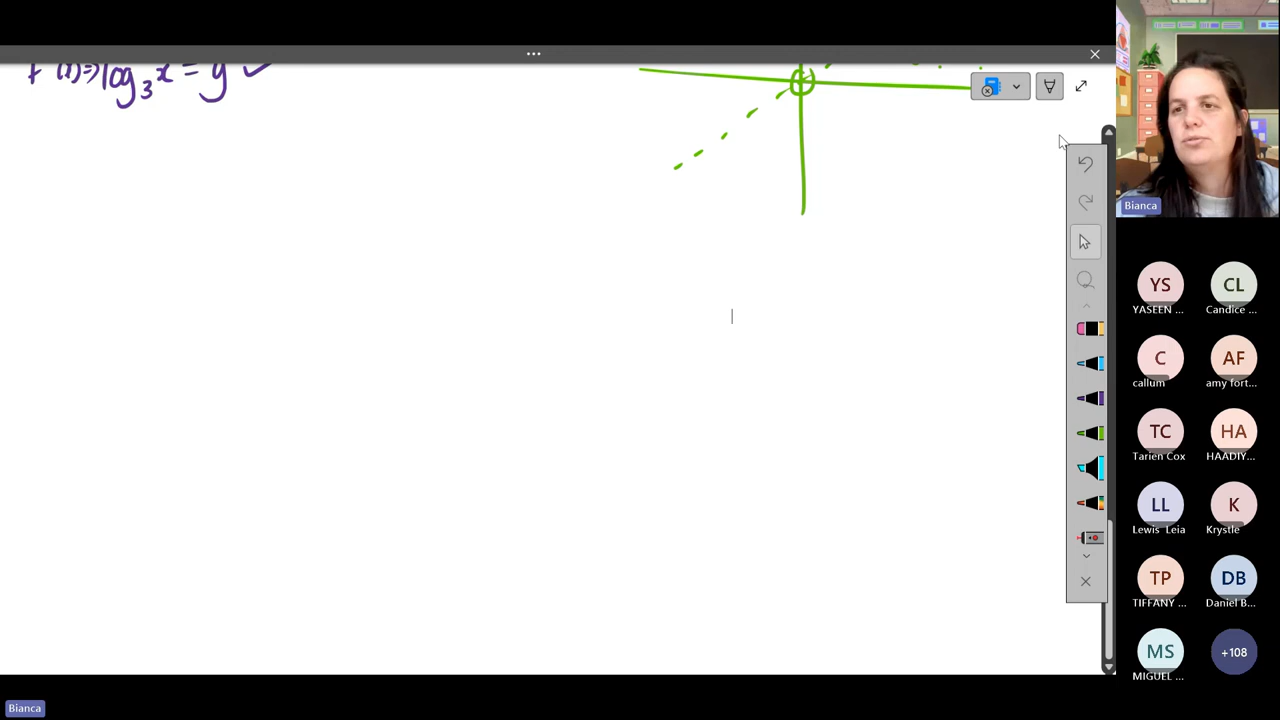 log₃x = y ✓
Bianca
YS
CL
YASEEN ...
Candice ...
C
AF
callum
amy fort...
TC
HA
Tarien Cox
HAADIY...
LL
K
Lewis Leia
Krystle
TP
DB
TIFFANY ...
Daniel B...
MS
+108
MIGUEL ...
Bianca